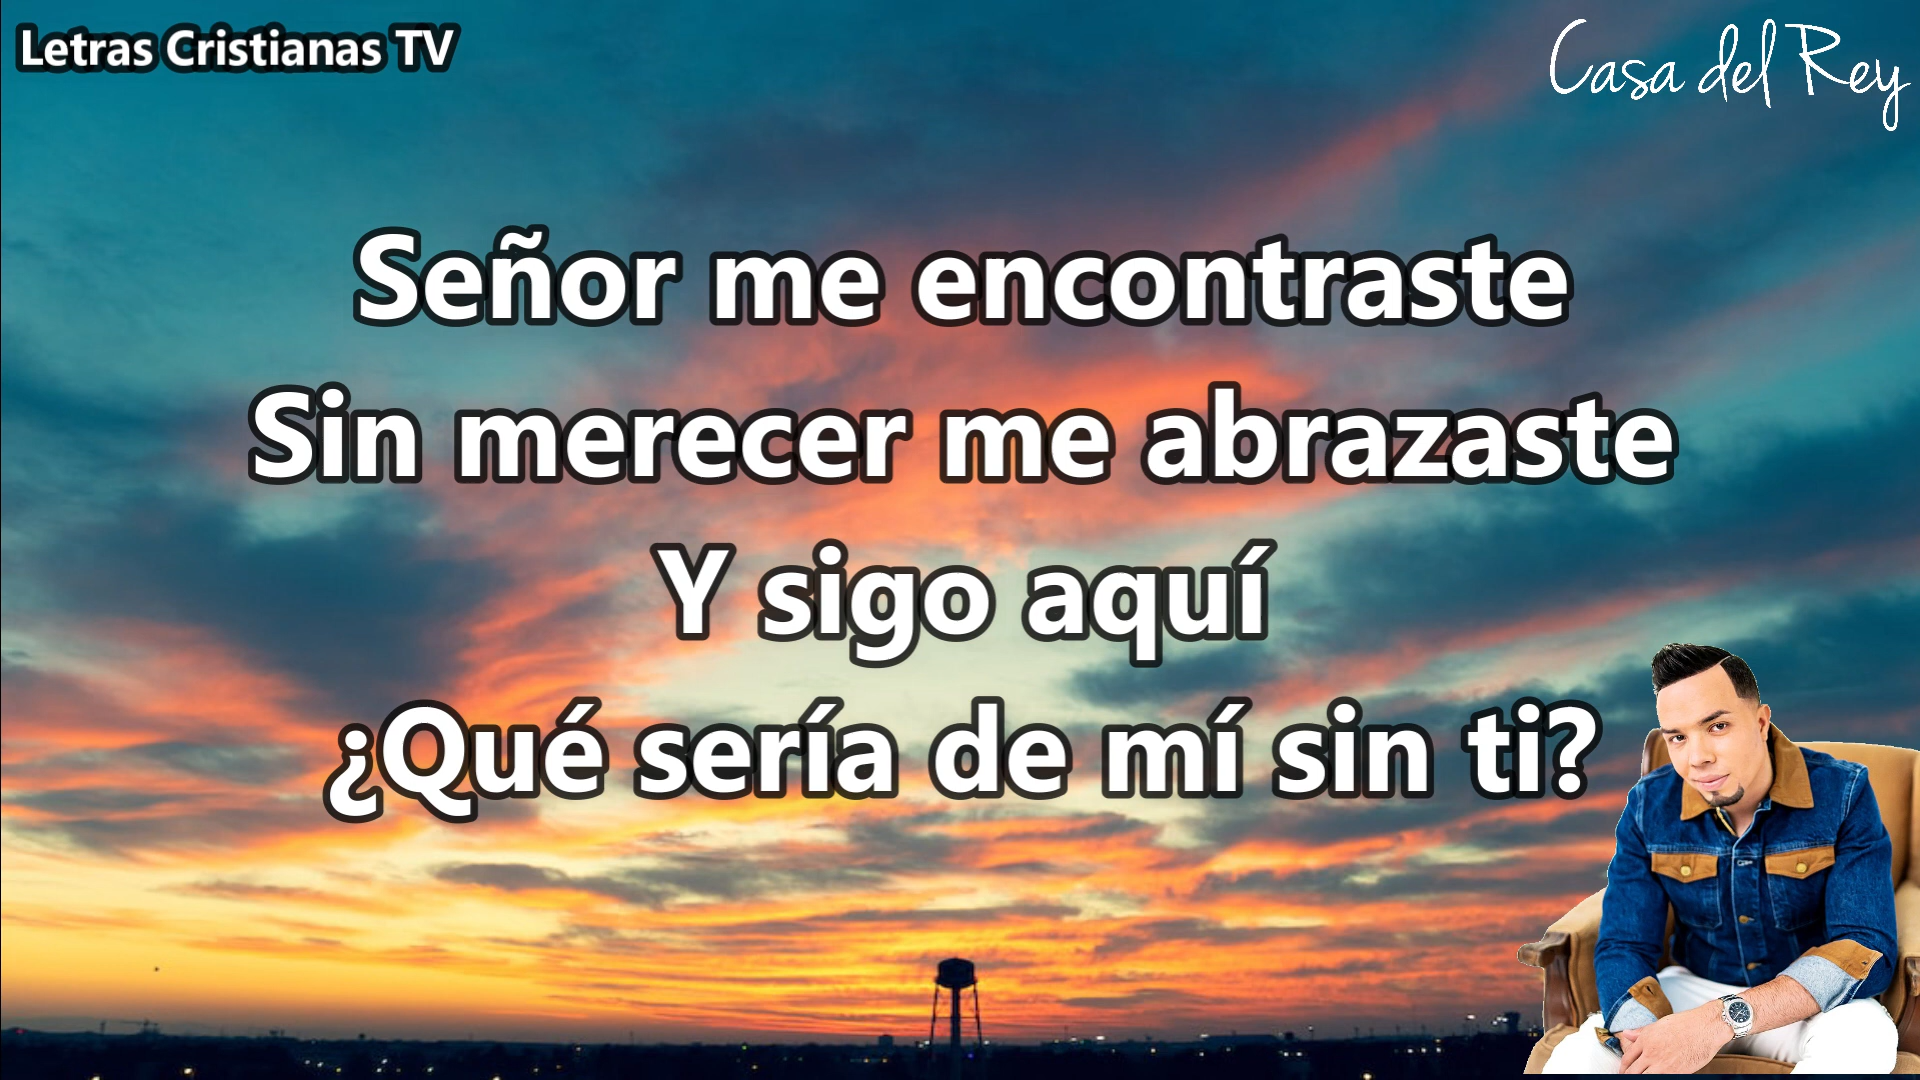 Letras Cristianas TV
Casa del Rey
Señor me encontraste
Sin merecer me abrazaste
Y sigo aquí
¿Qué sería de mí sin ti?